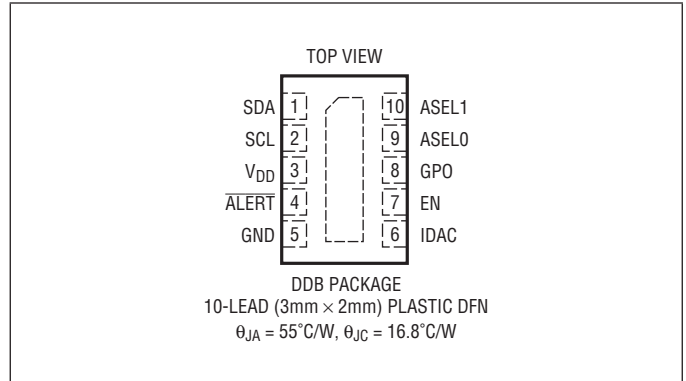 TOP VIEW
SDA 1 10 ASEL1
SCL 2 9 ASEL0
VDD 3 8 GPO
ALERT 4 7 EN
GND 5 6 IDAC
DDB PACKAGE
10-LEAD (3mm × 2mm) PLASTIC DFN
θJA = 55°C/W, θJC = 16.8°C/W